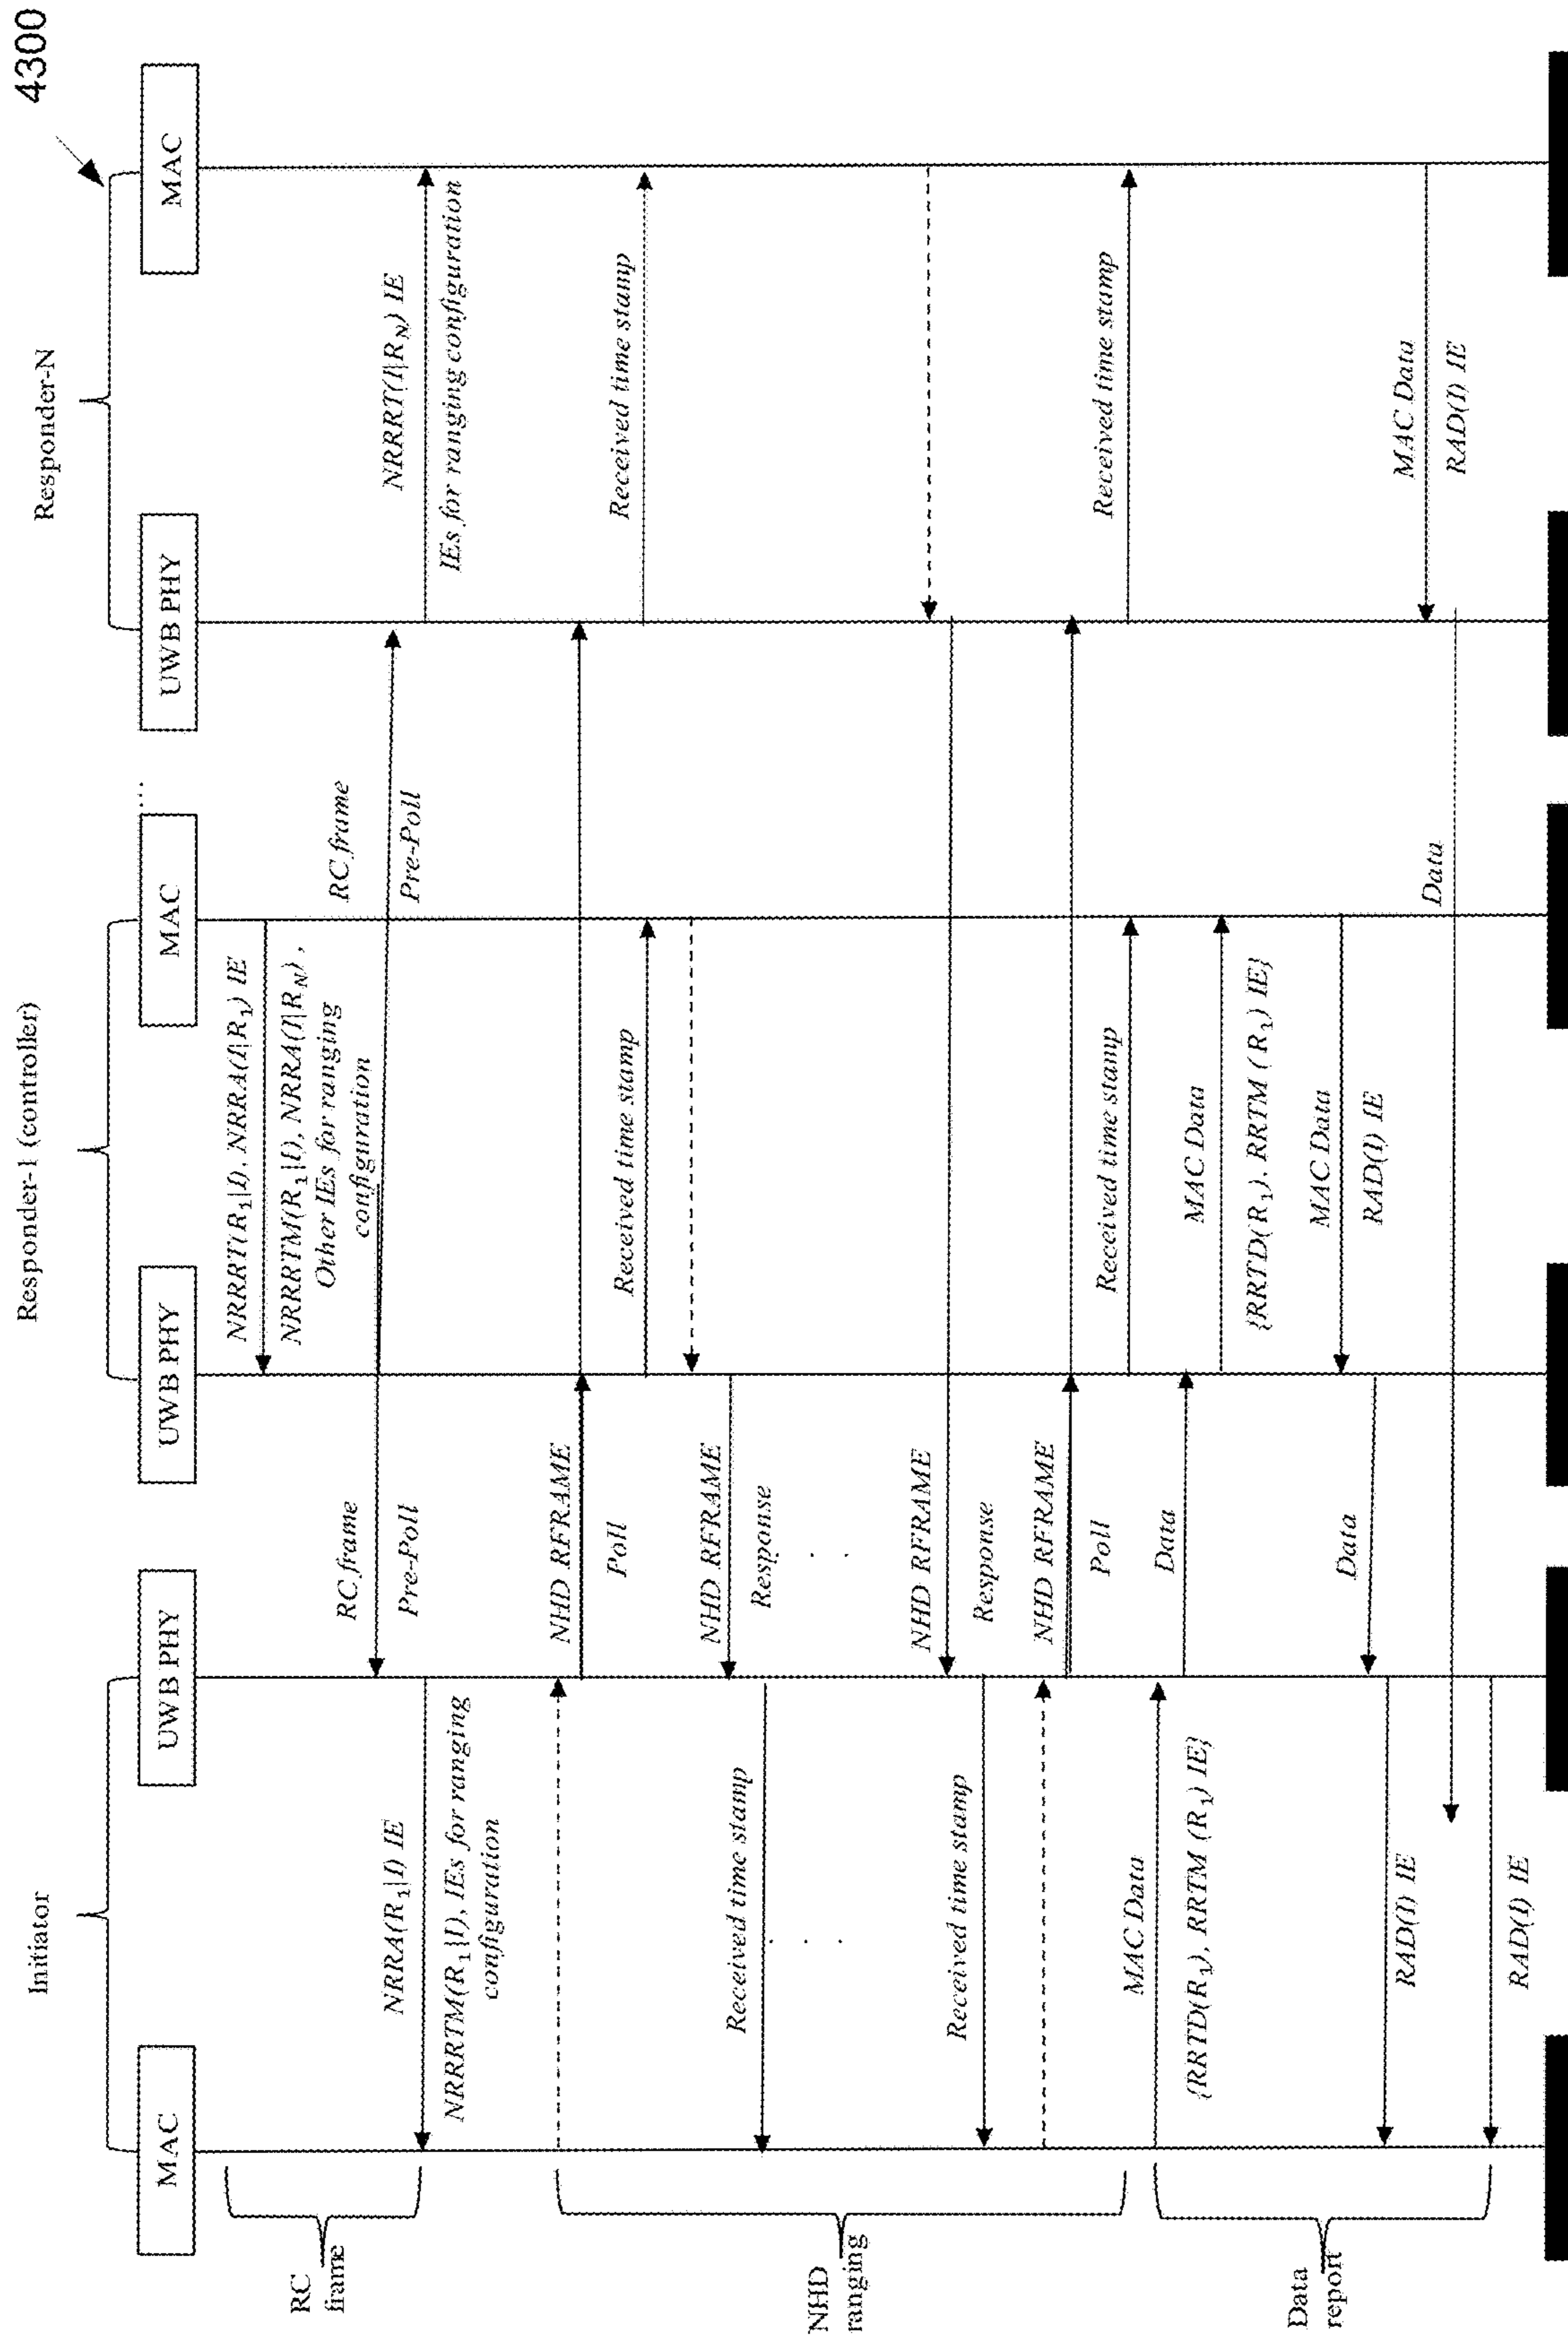 4300
Initiator
Responder-1 (controller)
Responder-N
MAC
UWB PHY
UWB PHY
MAC
...
UWB PHY
MAC
RC
frame
NRRRT(R₁|I), NRRA(I|R₁) IE
NRRRTM(R₁|I), NRRA(I|R_N) ,
Other IEs for ranging
configuration
RC frame
Pre-Poll
RC frame
Pre-Poll
NRRA(R₁|I) IE
NRRRTM(R₁|I), IEs for ranging
configuration
NRRRT(I|R_N) IE
IEs for ranging configuration
NHD
ranging
NHD RFRAME
Poll
Received time stamp
Received time stamp
NHD RFRAME
Response
Received time stamp
. . .
. . .
NHD RFRAME
Response
Received time stamp
NHD RFRAME
Poll
Received time stamp
Received time stamp
Data
report
MAC Data
{RRTD(R₁), RRTM (R₁) IE}
Data
MAC Data
{RRTD(R₁), RRTM (R₁) IE}
MAC Data
RAD(I) IE
Data
RAD(I) IE
MAC Data
RAD(I) IE
Data
RAD(I) IE